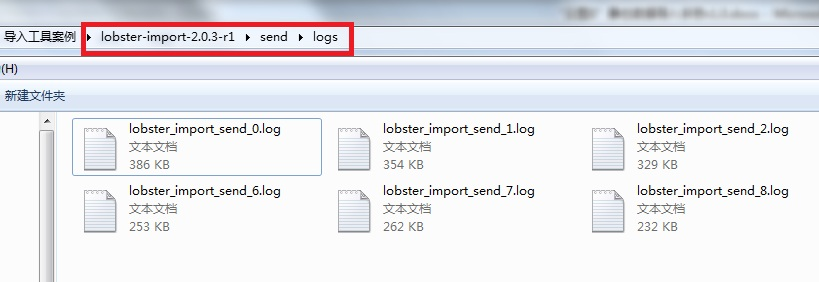 导入工具案例 lobster-import-2.0.3-r1 send logs
(H)
新建文件夹
lobster_import_send_0.log
文本文档
386 KB
lobster_import_send_1.log
文本文档
354 KB
lobster_import_send_2.log
文本文档
329 KB
lobster_import_send_6.log
文本文档
253 KB
lobster_import_send_7.log
文本文档
262 KB
lobster_import_send_8.log
文本文档
232 KB